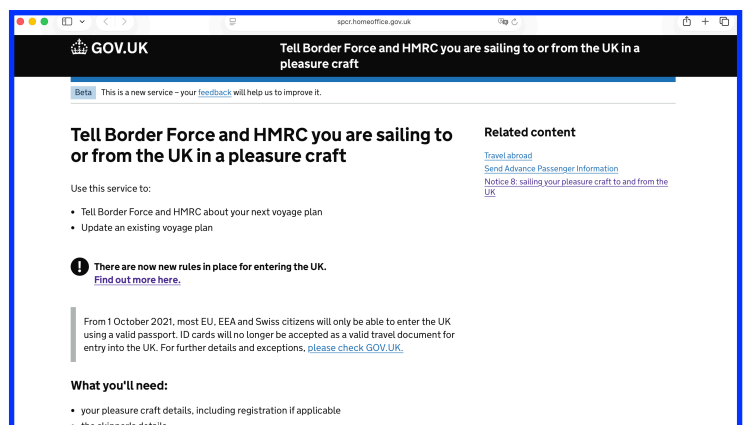 spcr.homeoffice.gov.uk
GOV.UK
Tell Border Force and HMRC you are sailing to or from the UK in a
pleasure craft
Beta This is a new service – your feedback will help us to improve it.
Tell Border Force and HMRC you are sailing to
or from the UK in a pleasure craft
Use this service to:
• Tell Border Force and HMRC about your next voyage plan
• Update an existing voyage plan
! There are now new rules in place for entering the UK.
Find out more here.
From 1 October 2021, most EU, EEA and Swiss citizens will only be able to enter the UK
using a valid passport. ID cards will no longer be accepted as a valid travel document for
entry into the UK. For further details and exceptions, please check GOV.UK.
What you'll need:
• your pleasure craft details, including registration if applicable
• the skipper's details
Related content
Travel abroad
Send Advance Passenger Information
Notice 8: sailing your pleasure craft to and from the
UK